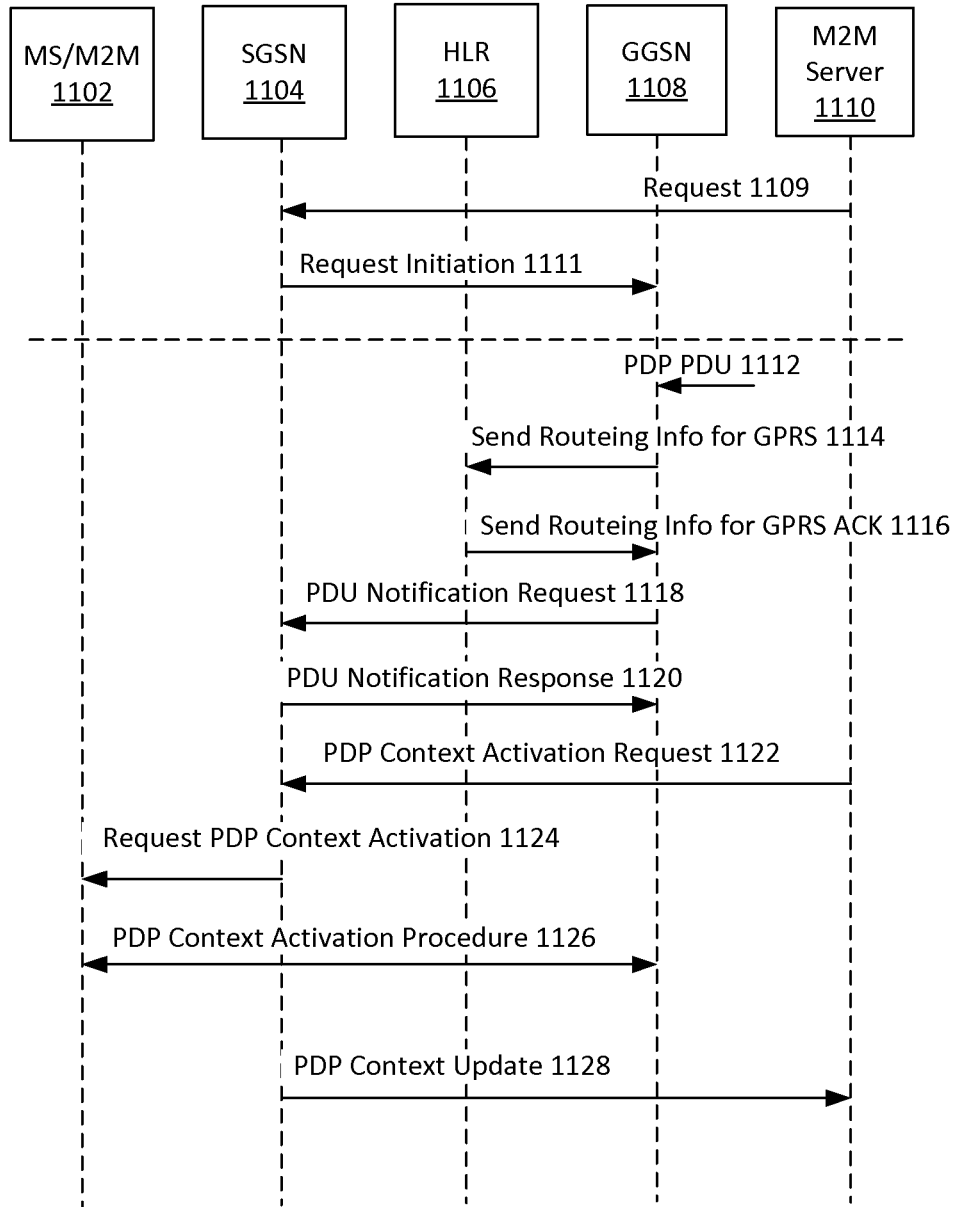 MS/M2M
1102
SGSN
1104
HLR
1106
GGSN
1108
M2M
Server
1110
Request 1109
Request Initiation 1111
PDP PDU 1112
Send Routeing Info for GPRS 1114
Send Routeing Info for GPRS ACK 1116
PDU Notification Request 1118
PDU Notification Response 1120
PDP Context Activation Request 1122
Request PDP Context Activation 1124
PDP Context Activation Procedure 1126
PDP Context Update 1128